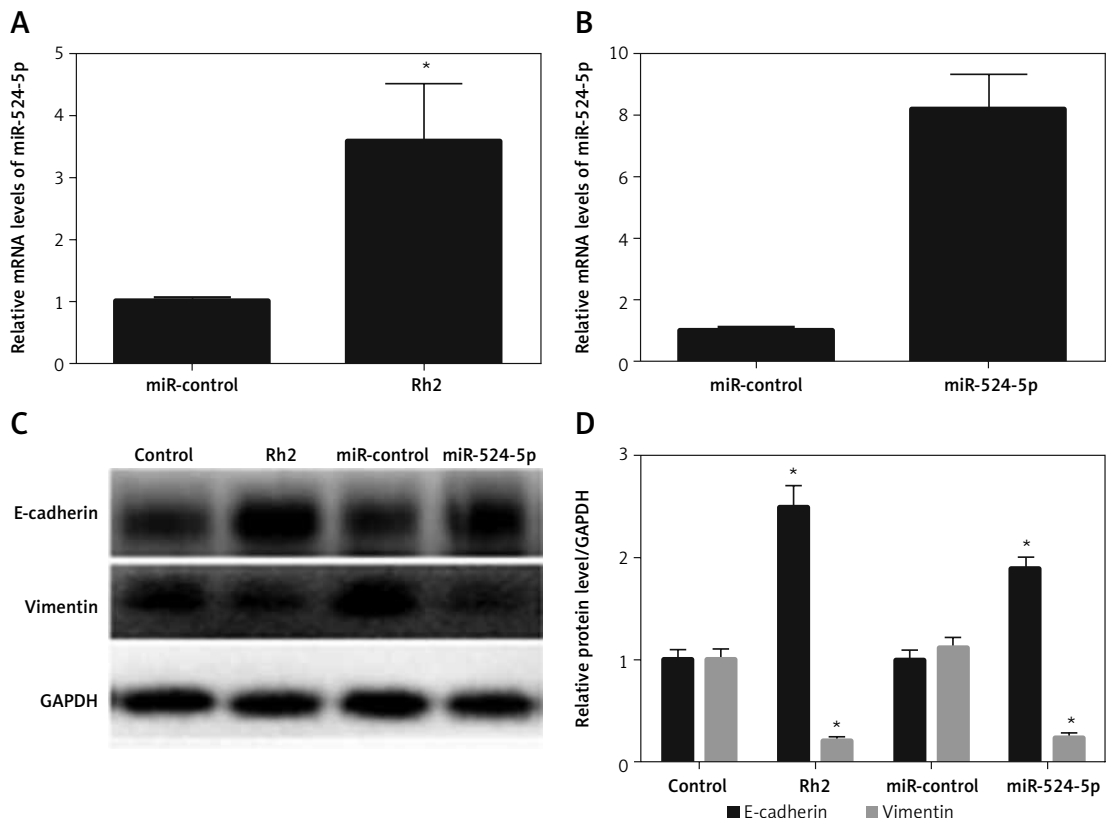 A
Relative mRNA levels of miR-524-5p
5
4
3
2
1
0
*
miR-control Rh2
B
Relative mRNA levels of miR-524-5p
10
8
6
4
2
0
miR-control miR-524-5p
C
Control Rh2 miR-control miR-524-5p
E-cadherin
Vimentin
GAPDH
D
Relative protein level/GAPDH
3
2
1
0
*
*
*
*
Control Rh2 miR-control miR-524-5p
E-cadherin Vimentin